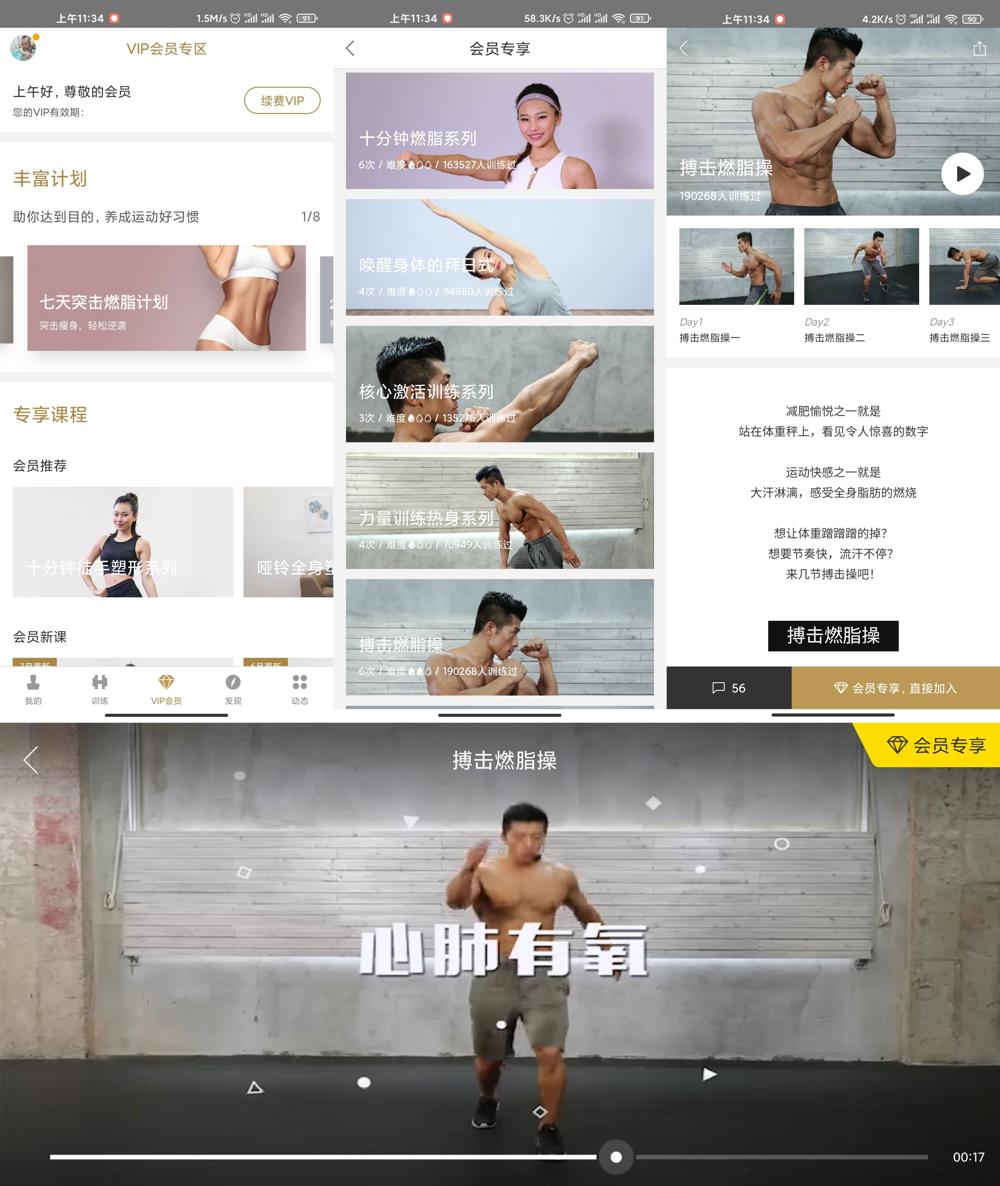 上午11:34
1.5M/s
91
VIP会员专区
上午好，尊敬的会员
您的VIP有效期：
续费VIP
丰富计划
助你达到目的，养成运动好习惯
1/8
七天突击燃脂计划
突击瘦身，轻松逆袭
专享课程
会员推荐
十分钟徒手塑形系列
哑铃全身塑
会员新课
7月更新
6月更新
我的
训练
VIP会员
发现
动态
上午11:34
58.3K/s
91
会员专享
十分钟燃脂系列
6次 / 难度 / 163527人训练过
唤醒身体的拜日式
4次 / 难度 / 94880人训练过
核心激活训练系列
3次 / 难度 / 135276人训练过
力量训练热身系列
4次 / 难度 / 70949人训练过
搏击燃脂操
6次 / 难度 / 190268人训练过
上午11:34
4.2K/s
90
搏击燃脂操
190268人训练过
Day1
搏击燃脂操一
Day2
搏击燃脂操二
Day3
搏击燃脂操三
减肥愉悦之一就是
站在体重秤上，看见令人惊喜的数字
运动快感之一就是
大汗淋漓，感受全身脂肪的燃烧
想让体重蹭蹭蹭的掉？
想要节奏快，流汗不停？
来几节搏击操吧！
搏击燃脂操
56
会员专享，直接加入
搏击燃脂操
会员专享
心肺有氧
00:17